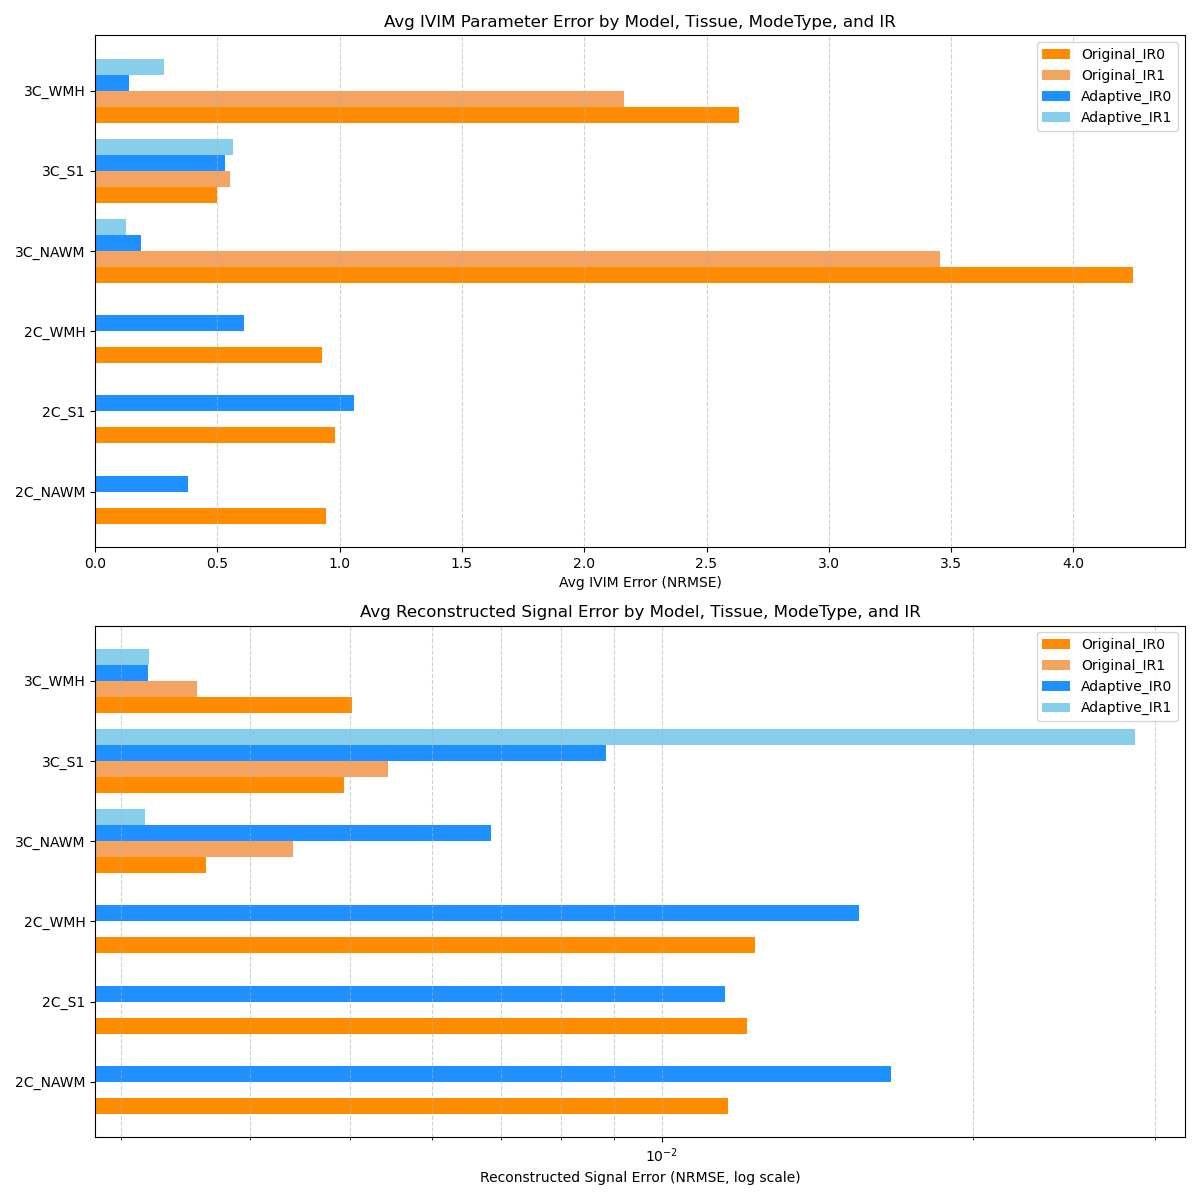 Avg IVIM Parameter Error by Model, Tissue, ModeType, and IR
Original_IR0
Original_IR1
Adaptive_IR0
Adaptive_IR1
3C_WMH
3C_S1
3C_NAWM
2C_WMH
2C_S1
2C_NAWM
0.0 0.5 1.0 1.5 2.0 2.5 3.0 3.5 4.0
Avg IVIM Error (NRMSE)
Avg Reconstructed Signal Error by Model, Tissue, ModeType, and IR
Original_IR0
Original_IR1
Adaptive_IR0
Adaptive_IR1
3C_WMH
3C_S1
3C_NAWM
2C_WMH
2C_S1
2C_NAWM
10⁻²
Reconstructed Signal Error (NRMSE, log scale)